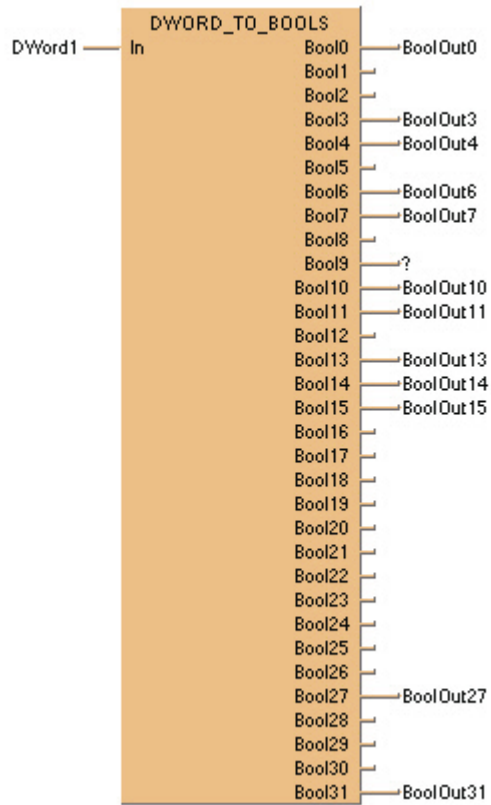 DWORD_TO_BOOLS
DWord1 In Bool0 BoolOut0
Bool1
Bool2
Bool3 BoolOut3
Bool4 BoolOut4
Bool5
Bool6 BoolOut6
Bool7 BoolOut7
Bool8
Bool9 ?
Bool10 BoolOut10
Bool11 BoolOut11
Bool12
Bool13 BoolOut13
Bool14 BoolOut14
Bool15 BoolOut15
Bool16
Bool17
Bool18
Bool19
Bool20
Bool21
Bool22
Bool23
Bool24
Bool25
Bool26
Bool27 BoolOut27
Bool28
Bool29
Bool30
Bool31 BoolOut31